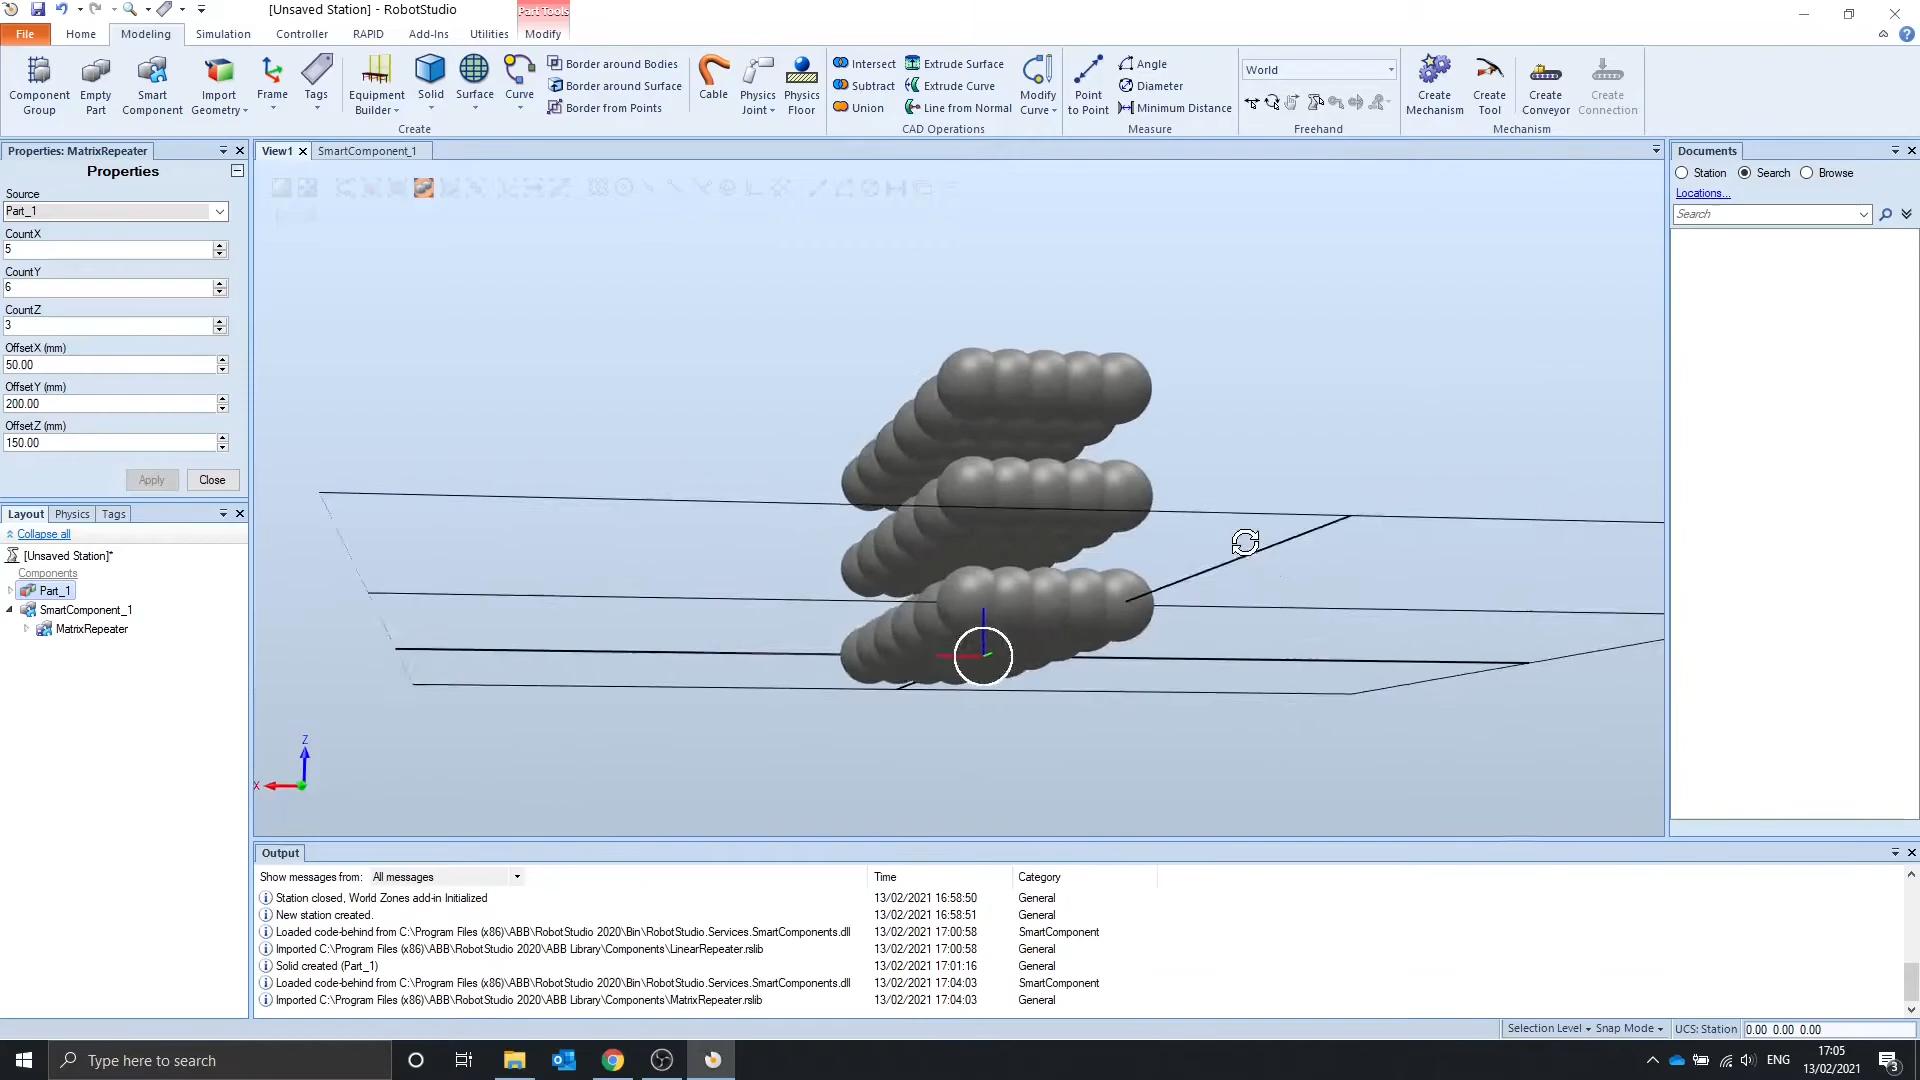 [Unsaved Station] - RobotStudio
Part Tools
File
Home
Modeling
Simulation
Controller
RAPID
Add-Ins
Utilities
Modify
Component Group
Empty Part
Smart Component
Import Geometry
Frame
Tags
Equipment Builder
Solid
Surface
Curve
Border around Bodies
Border around Surface
Border from Points
Create
Cable
Physics Joint
Physics Floor
Intersect
Subtract
Union
Extrude Surface
Extrude Curve
Line from Normal
Modify Curve
CAD Operations
Point to Point
Angle
Diameter
Minimum Distance
Measure
World
Freehand
Create Mechanism
Create Tool
Create Conveyor
Create Connection
Mechanism
Properties: MatrixRepeater
Properties
Source
Part_1
CountX
5
CountY
6
CountZ
3
OffsetX (mm)
50.00
OffsetY (mm)
200.00
OffsetZ (mm)
150.00
Apply
Close
Layout
Physics
Tags
Collapse all
[Unsaved Station]*
Components
Part_1
SmartComponent_1
MatrixRepeater
View1
SmartComponent_1
Z
X
Documents
Station
Search
Browse
Locations...
Search
Output
Show messages from: All messages
Time
Category
Station closed, World Zones add-in Initialized 13/02/2021 16:58:50 General
New station created. 13/02/2021 16:58:51 General
Loaded code-behind from C:\Program Files (x86)\ABB\RobotStudio 2020\Bin\RobotStudio.Services.SmartComponents.dll 13/02/2021 17:00:58 SmartComponent
Imported C:\Program Files (x86)\ABB\RobotStudio 2020\ABB Library\Components\LinearRepeater.rslib 13/02/2021 17:00:58 General
Solid created (Part_1) 13/02/2021 17:01:16 General
Loaded code-behind from C:\Program Files (x86)\ABB\RobotStudio 2020\Bin\RobotStudio.Services.SmartComponents.dll 13/02/2021 17:04:03 SmartComponent
Imported C:\Program Files (x86)\ABB\RobotStudio 2020\ABB Library\Components\MatrixRepeater.rslib 13/02/2021 17:04:03 General
Selection Level
Snap Mode
UCS: Station
0.00 0.00 0.00
Type here to search
ENG
17:05
13/02/2021
3